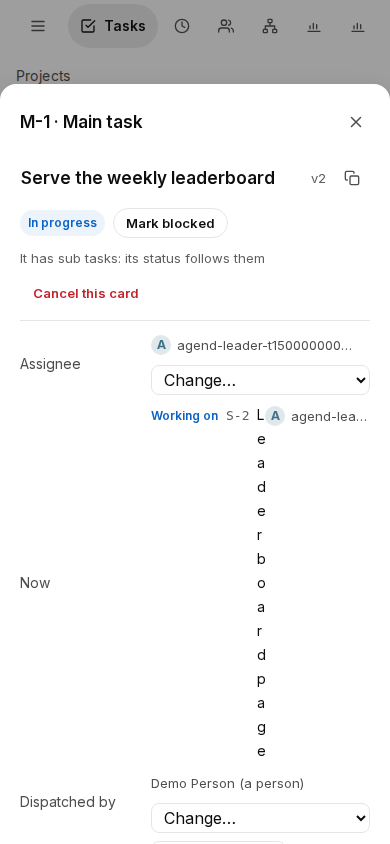 Tasks
Projects
M-1 · Main task
Serve the weekly leaderboard
v2
In progress
Mark blocked
It has sub tasks: its status follows them
Cancel this card
Assignee
A agend-leader-t150000000…
Change…
Now
Working on S-2 Leaderboard page A agend-lea…
Dispatched by
Demo Person (a person)
Change…